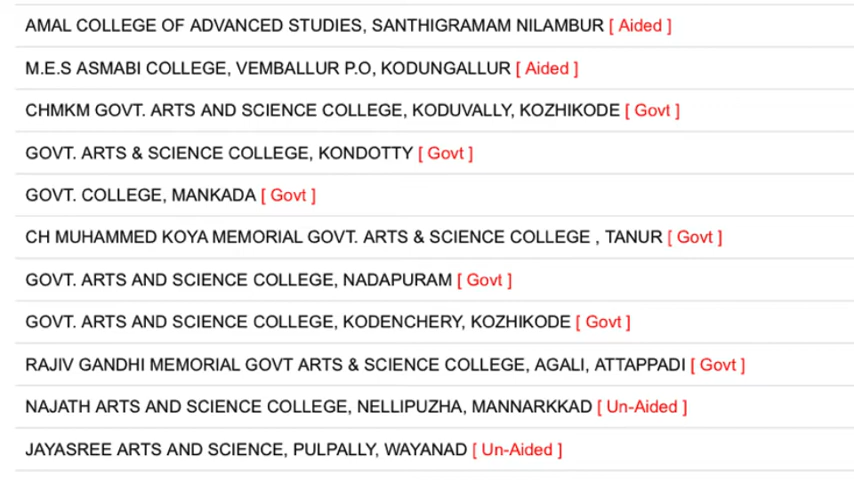 AMAL COLLEGE OF ADVANCED STUDIES, SANTHIGRAMAM NILAMBUR [ Aided ]
M.E.S ASMABI COLLEGE, VEMBALLUR P.O, KODUNGALLUR [ Aided ]
CHMKM GOVT. ARTS AND SCIENCE COLLEGE, KODUVALLY, KOZHIKODE [ Govt ]
GOVT. ARTS & SCIENCE COLLEGE, KONDOTTY [ Govt ]
GOVT. COLLEGE, MANKADA [ Govt ]
CH MUHAMMED KOYA MEMORIAL GOVT. ARTS & SCIENCE COLLEGE , TANUR [ Govt ]
GOVT. ARTS AND SCIENCE COLLEGE, NADAPURAM [ Govt ]
GOVT. ARTS AND SCIENCE COLLEGE, KODENCHERY, KOZHIKODE [ Govt ]
RAJIV GANDHI MEMORIAL GOVT ARTS & SCIENCE COLLEGE, AGALI, ATTAPPADI [ Govt ]
NAJATH ARTS AND SCIENCE COLLEGE, NELLIPUZHA, MANNARKKAD [ Un-Aided ]
JAYASREE ARTS AND SCIENCE, PULPALLY, WAYANAD [ Un-Aided ]